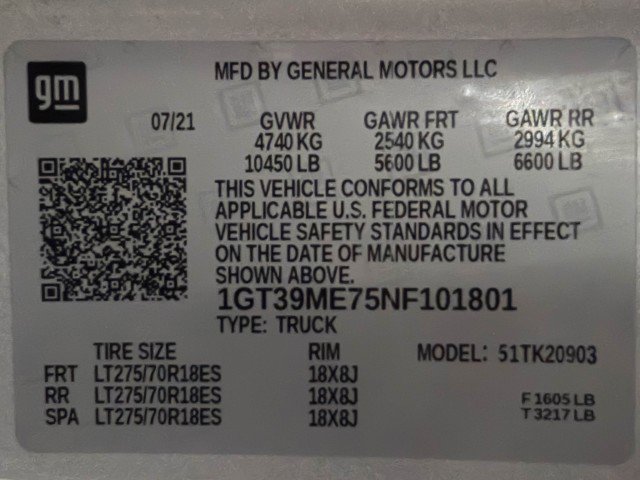 gm
MFD BY GENERAL MOTORS LLC
07/21 GVWR GAWR FRT GAWR RR
4740 KG 2540 KG 2994 KG
10450 LB 5600 LB 6600 LB
THIS VEHICLE CONFORMS TO ALL
APPLICABLE U.S. FEDERAL MOTOR
VEHICLE SAFETY STANDARDS IN EFFECT
ON THE DATE OF MANUFACTURE
SHOWN ABOVE.
1GT39ME75NF101801
TYPE: TRUCK
TIRE SIZE RIM MODEL: 51TK20903
FRT LT275/70R18ES 18X8J
RR LT275/70R18ES 18X8J F 1605 LB
SPA LT275/70R18ES 18X8J T 3217 LB